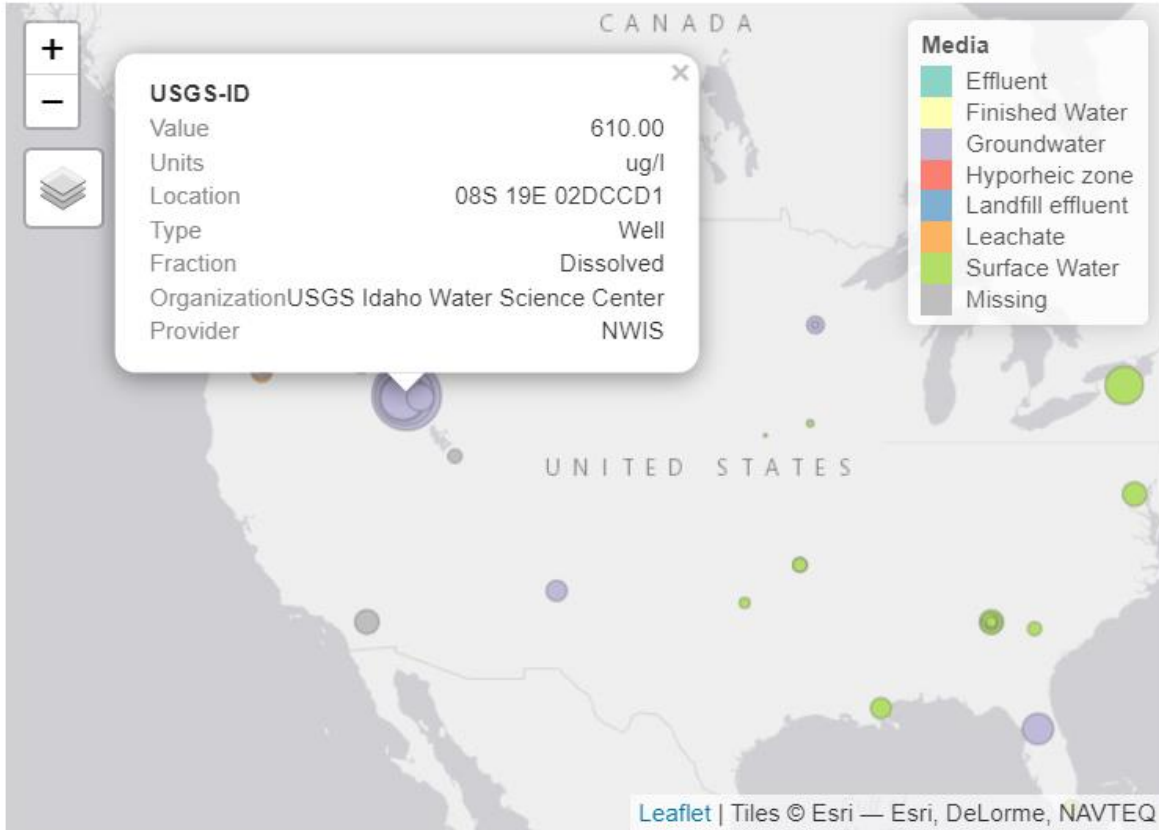 CANADA
+
−
×
USGS-ID
Value 610.00
Units ug/l
Location 08S 19E 02DCCD1
Type Well
Fraction Dissolved
OrganizationUSGS Idaho Water Science Center
Provider NWIS
Media
Effluent
Finished Water
Groundwater
Hyporheic zone
Landfill effluent
Leachate
Surface Water
Missing
UNITED STATES
Leaflet | Tiles © Esri — Esri, DeLorme, NAVTEQ